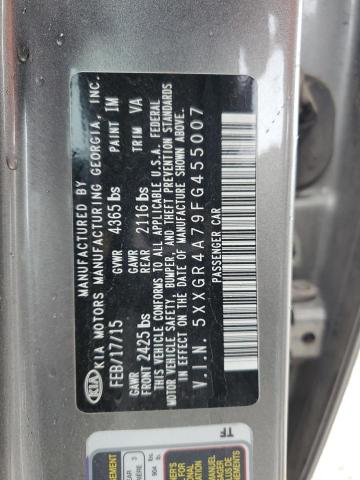 KIA
MANUFACTURED BY
KIA MOTORS MANUFACTURING GEORGIA, INC.
FEB/17/15 GVWR 4365 lbs PAINT IM
GAWR FRONT 2425 lbs GAWR REAR 2116 lbs TRIM VA
THIS VEHICLE CONFORMS TO ALL APPLICABLE U.S.A. FEDERAL
MOTOR VEHICLE SAFETY, BUMPER, AND THEFT PREVENTION STANDARDS
IN EFFECT ON THE DATE OF MANUFACTURE SHOWN ABOVE.
V.I.N. 5XXGR4A79FG455007
PASSENGER CAR
TF